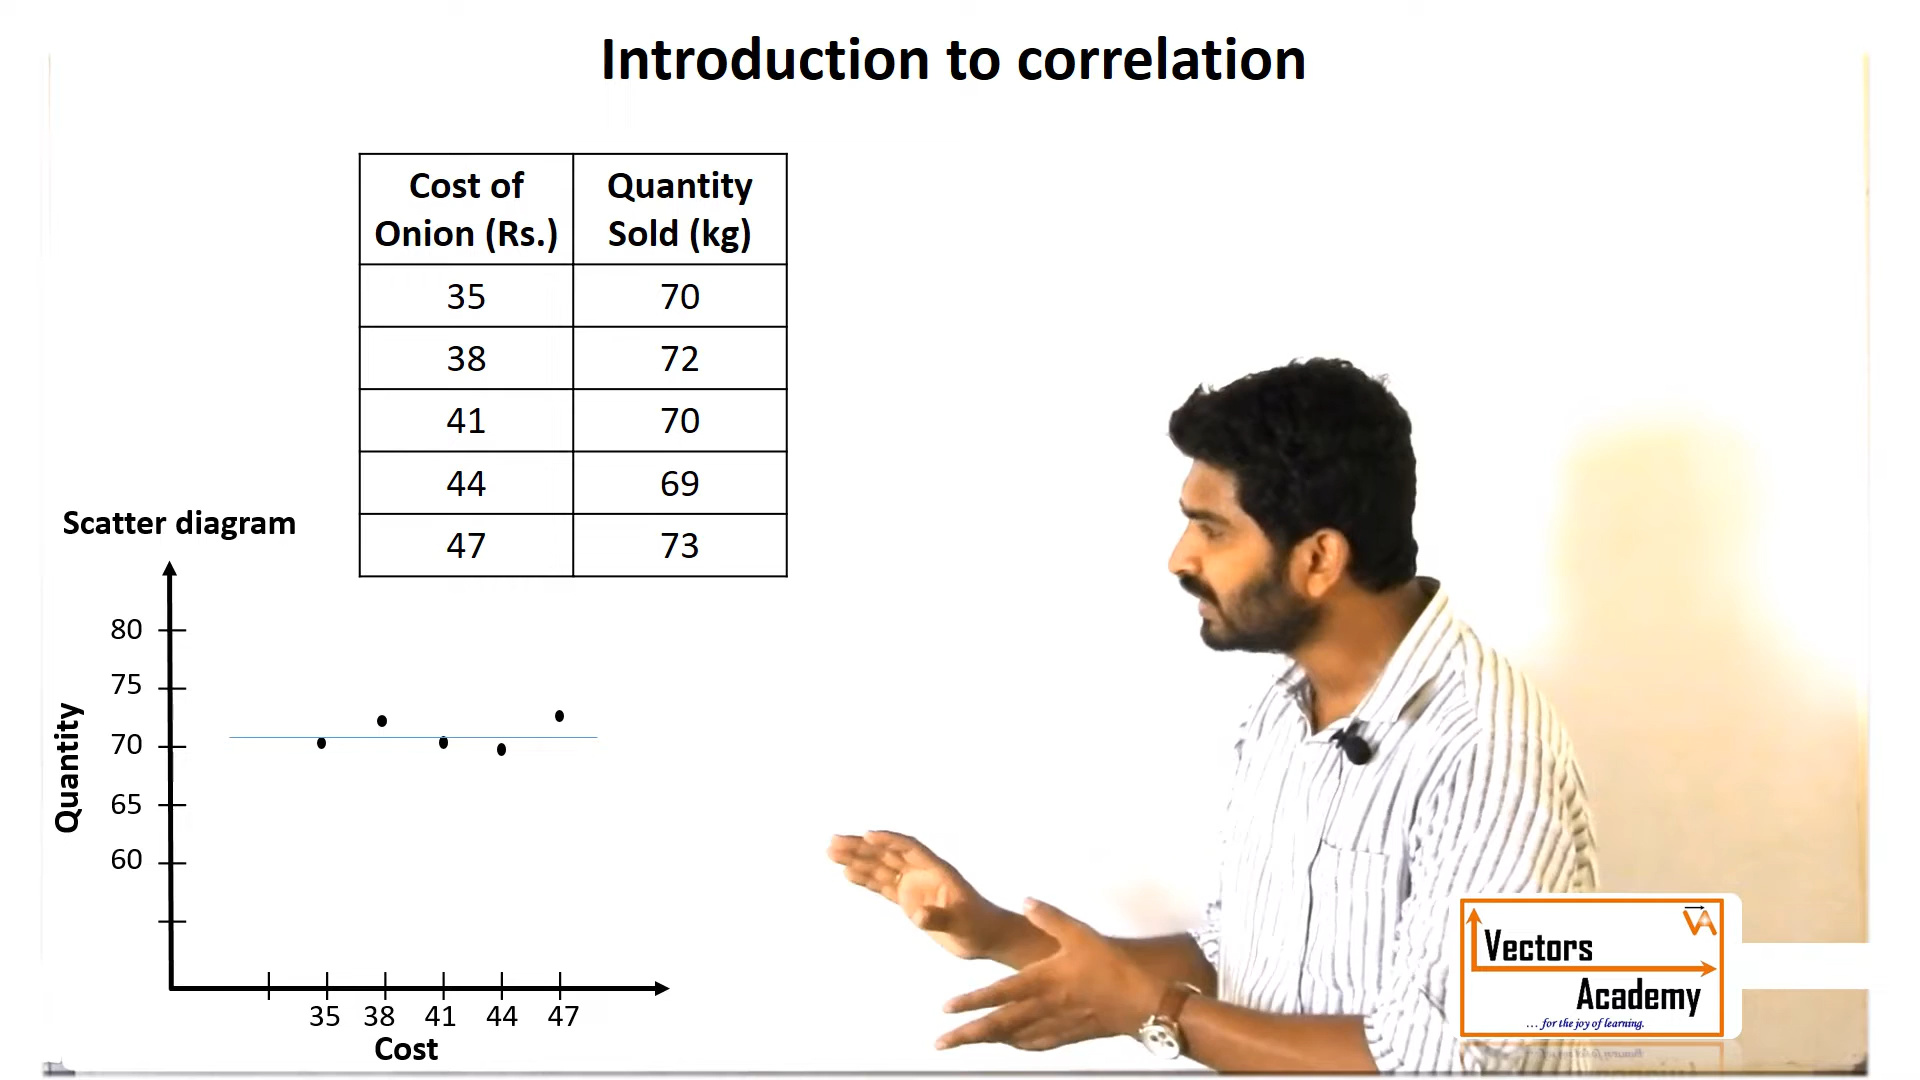 Introduction to correlation
Cost of
Onion (Rs.)
Quantity
Sold (kg)
35 70
38 72
41 70
44 69
47 73
Scatter diagram
80
75
70
65
60
Quantity
35 38 41 44 47
Cost
VA
Vectors
Academy
... for the joy of learning.